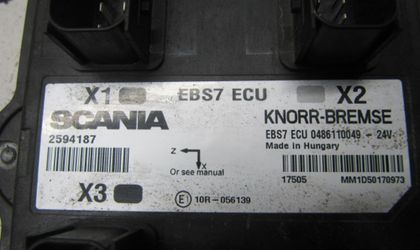 X1 EBS7 ECU X2
SCANIA KNORR-BREMSE
2594187 EBS7 ECU 0486110049 - 24V
Made in Hungary
Z
X
Or see manual
X3
E1 10R - 056139
17505 MM1D50170973